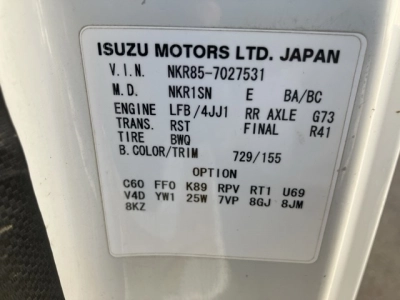 ISUZU MOTORS LTD. JAPAN
V.I.N. NKR85-7027531
M.D. NKR1SN E BA/BC
ENGINE LFB/4JJ1 RR AXLE G73
TRANS. RST FINAL R41
TIRE BWQ
B.COLOR/TRIM 729/155
OPTION
C60 FF0 K89 RPV RT1 U69
V4D YW1 25W 7VP 8GJ 8JM
8KZ